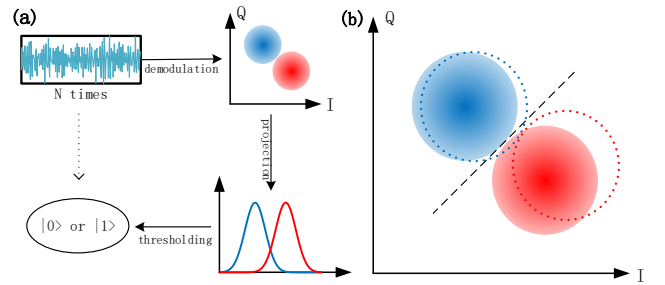 (a)
Q
demodulation
N times
I
projection
|0> or |1>
thresholding
(b)
Q
I